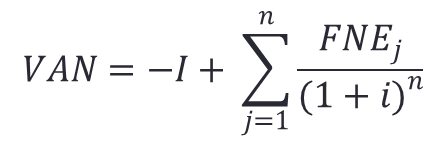 VAN = −I + ∑_{j=1}^{n} FNE_j / (1 + i)^n